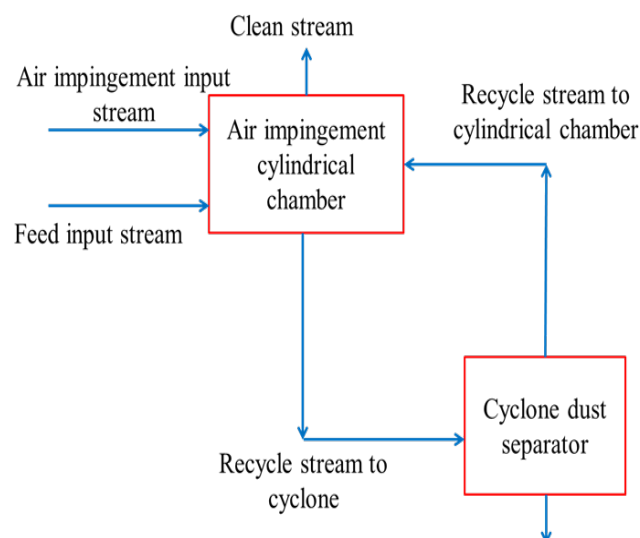 Clean stream
Air impingement input
stream
Air impingement
cylindrical
chamber
Recycle stream to
cylindrical chamber
Feed input stream
Cyclone dust
separator
Recycle stream to
cyclone